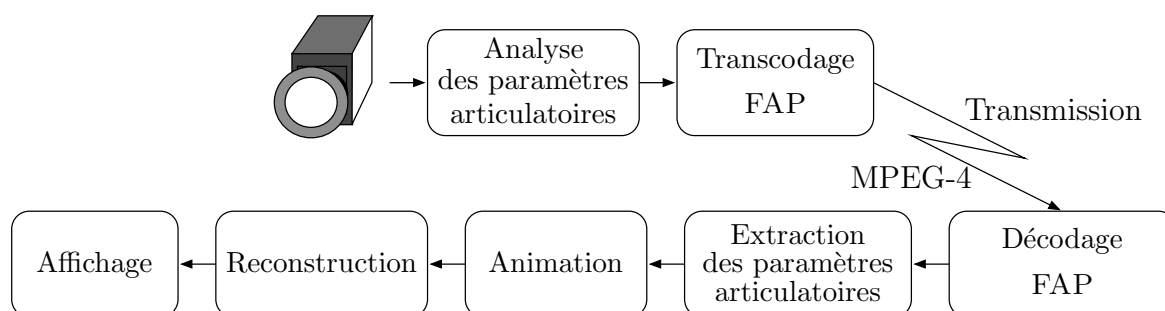 Analyse
des paramètres
articulatoires
Transcodage
FAP
Transmission
MPEG-4
Affichage
Reconstruction
Animation
Extraction
des paramètres
articulatoires
Décodage
FAP